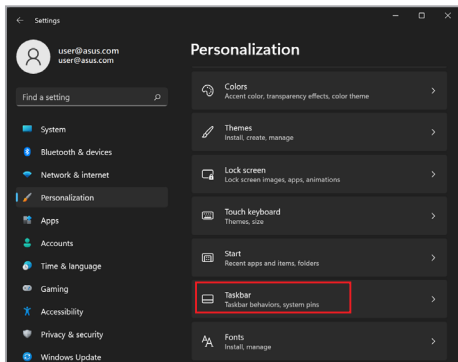 Settings
user@asus.com
user@asus.com
Find a setting
System
Bluetooth & devices
Network & internet
Personalization
Apps
Accounts
Time & language
Gaming
Accessibility
Privacy & security
Windows Update
Personalization
Colors
Accent color, transparency effects, color theme
Themes
Install, create, manage
Lock screen
Lock screen images, apps, animations
Touch keyboard
Themes, size
Start
Recent apps and items, folders
Taskbar
Taskbar behaviors, system pins
Fonts
Install, manage